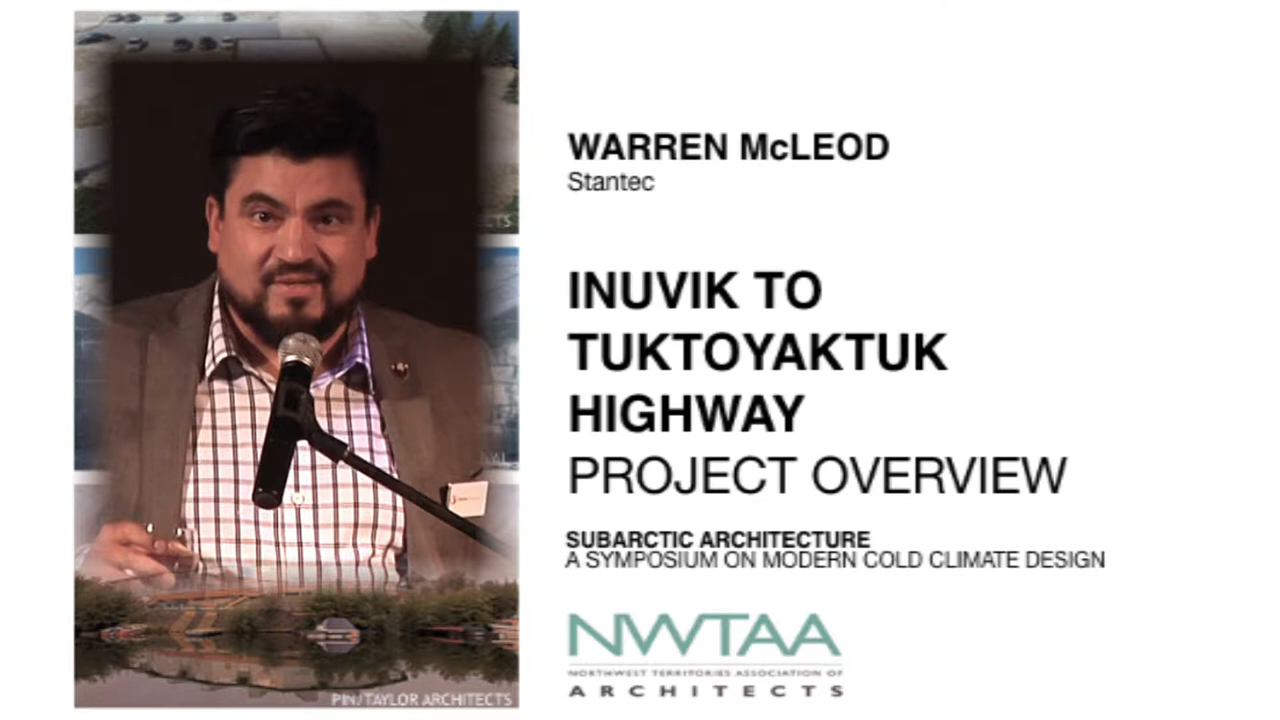 WARREN McLEOD
Stantec
INUVIK TO
TUKTOYAKTUK
HIGHWAY
PROJECT OVERVIEW
SUBARCTIC ARCHITECTURE
A SYMPOSIUM ON MODERN COLD CLIMATE DESIGN
NWTAA
NORTHWEST TERRITORIES ASSOCIATION OF
ARCHITECTS
PIN/TAYLOR ARCHITECTS